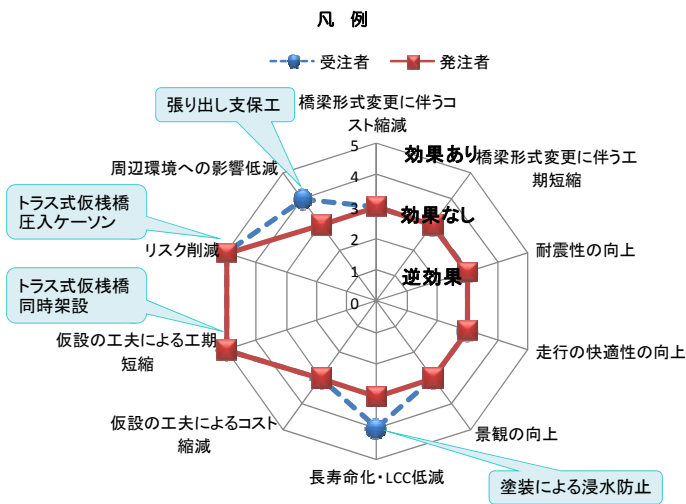 凡 例
受注者
発注者
張り出し支保工
橋梁形式変更に伴うコ
スト縮減
効果あり
橋梁形式変更に伴う工
期短縮
周辺環境への影響低減
トラス式仮桟橋
圧入ケーソン
リスク削減
効果なし
耐震性の向上
逆効果
トラス式仮桟橋
同時架設
仮設の工夫による工期
短縮
走行の快適性の向上
仮設の工夫によるコスト
縮減
景観の向上
長寿命化・LCC低減
塗装による浸水防止
5
4
3
2
1
0